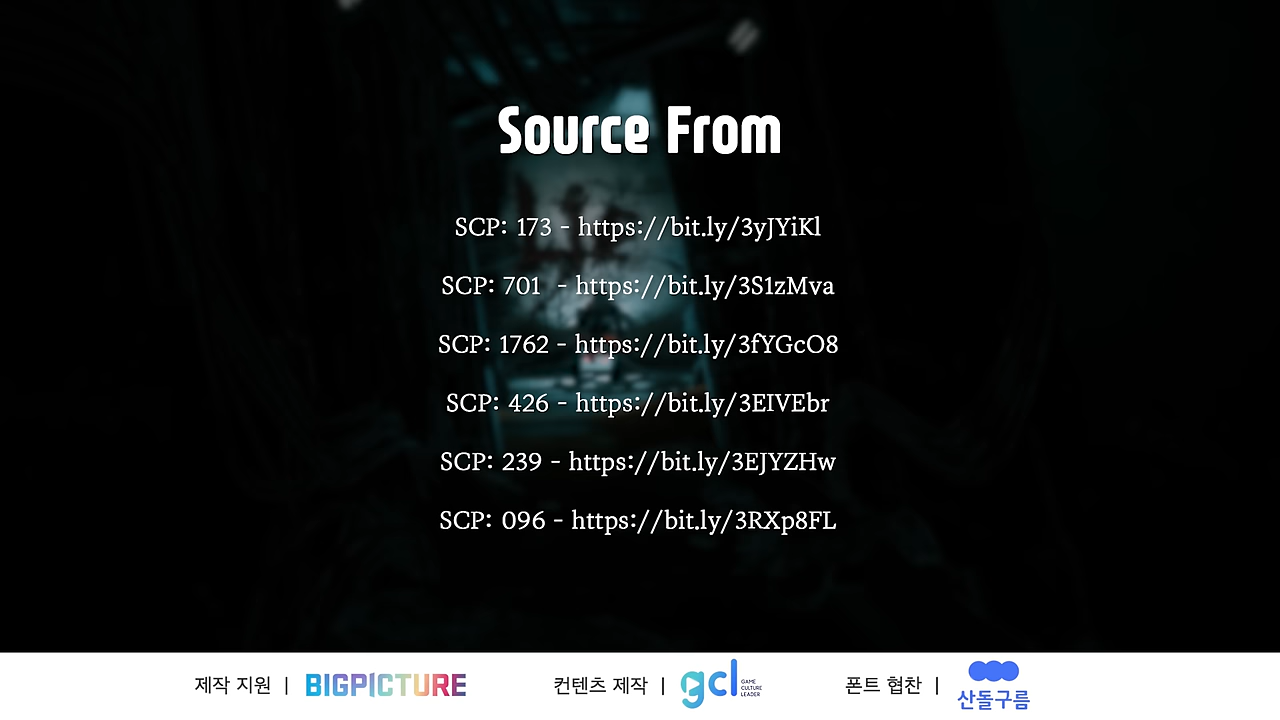 Source From
SCP: 173 - https://bit.ly/3yJYiKl
SCP: 701 - https://bit.ly/3S1zMva
SCP: 1762 - https://bit.ly/3fYGcO8
SCP: 426 - https://bit.ly/3EIVEbr
SCP: 239 - https://bit.ly/3EJYZHw
SCP: 096 - https://bit.ly/3RXp8FL
제작 지원 | BIGPICTURE 컨텐츠 제작 | gcl GAME CULTURE LEADER 폰트 협찬 | 산돌구름